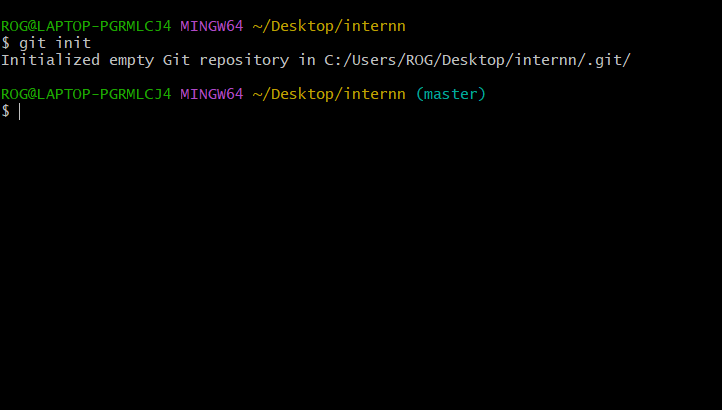 ROG@LAPTOP-PGRMLCJ4 MINGW64 ~/Desktop/internn
$ git init
Initialized empty Git repository in C:/Users/ROG/Desktop/internn/.git/
ROG@LAPTOP-PGRMLCJ4 MINGW64 ~/Desktop/internn (master)
$